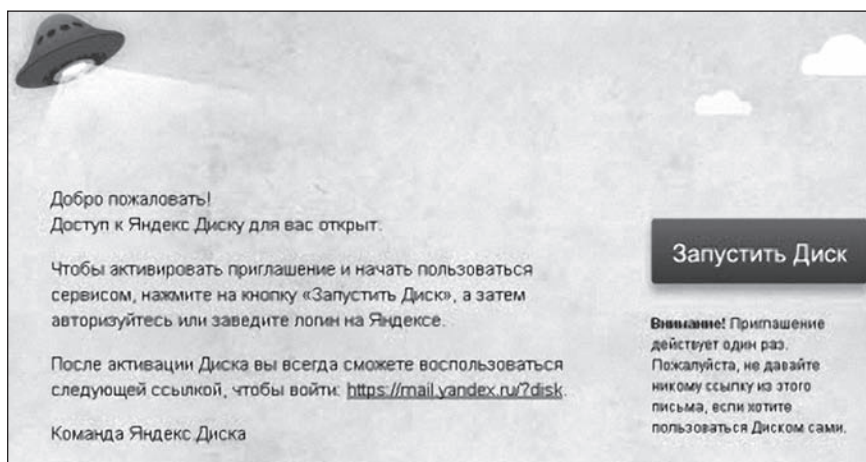 Добро пожаловать!
Доступ к Яндекс.Диску для вас открыт.
Чтобы активировать приглашение и начать пользоваться
сервисом, нажмите на кнопку «Запустить Диск», а затем
авторизуйтесь или заведите логин на Яндексе.
После активации Диска вы всегда сможете воспользоваться
следующей ссылкой, чтобы войти: https://mail.yandex.ru/?disk.
Команда Яндекс.Диска
Запустить Диск
Внимание! Приглашение
действует один раз.
Пожалуйста, не давайте
никому ссылку из этого
письма, если хотите
пользоваться Диском сами.